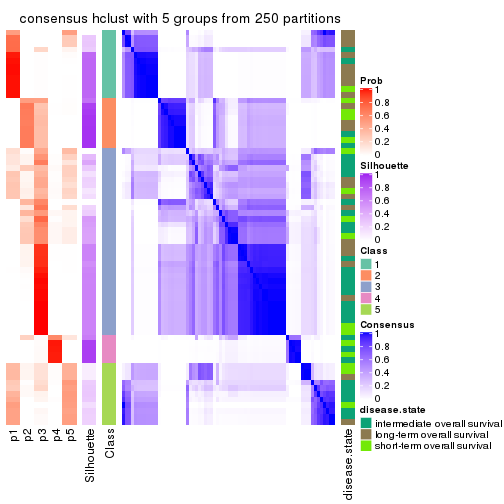 consensus hclust with 5 groups from 250 partitions
Prob
1
0.8
0.6
0.4
0.2
0
Silhouette
1
0.8
0.6
0.4
0.2
0
Class
1
2
3
4
5
Consensus
1
0.8
0.6
0.4
0.2
0
disease.state
intermediate overall survival
long-term overall survival
short-term overall survival
p1
p2
p3
p4
p5
Silhouette
Class
disease.state